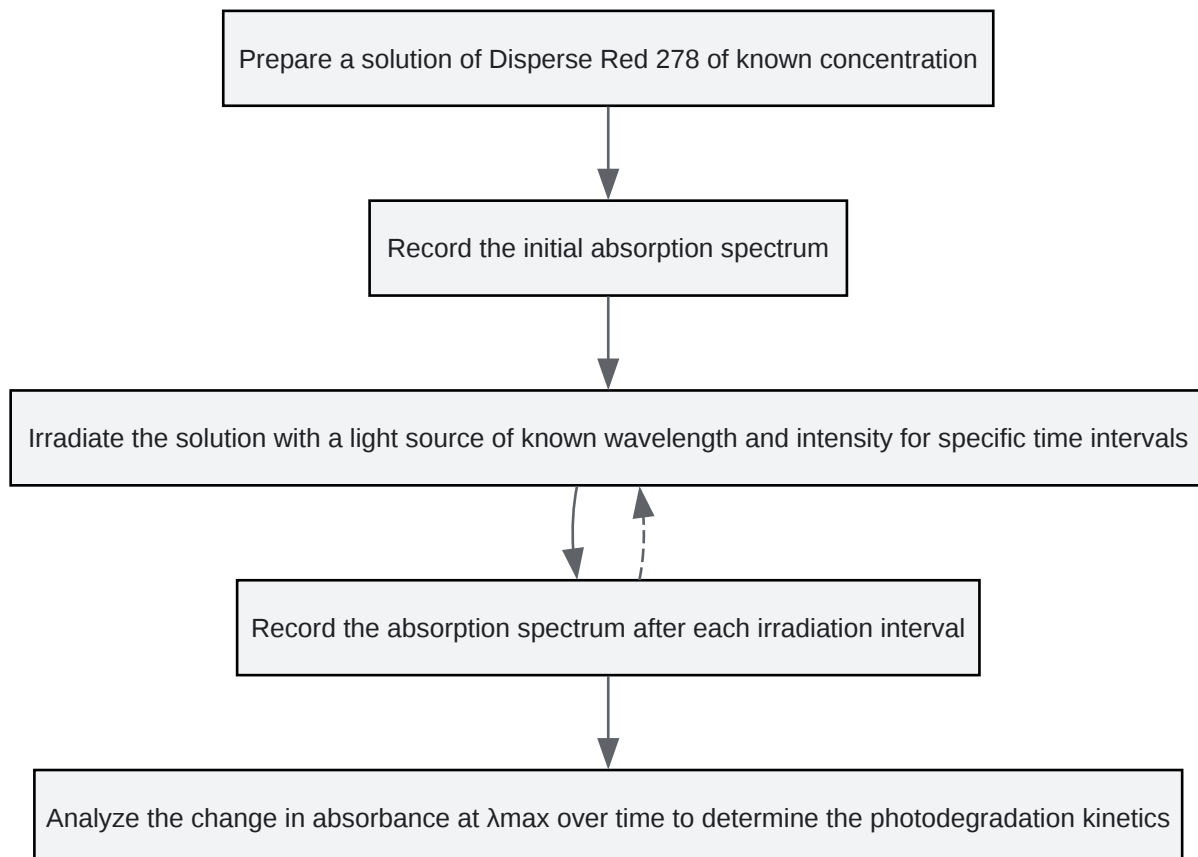 Prepare a solution of Disperse Red 278 of known concentration
Record the initial absorption spectrum
Irradiate the solution with a light source of known wavelength and intensity for specific time intervals
Record the absorption spectrum after each irradiation interval
Analyze the change in absorbance at λmax over time to determine the photodegradation kinetics